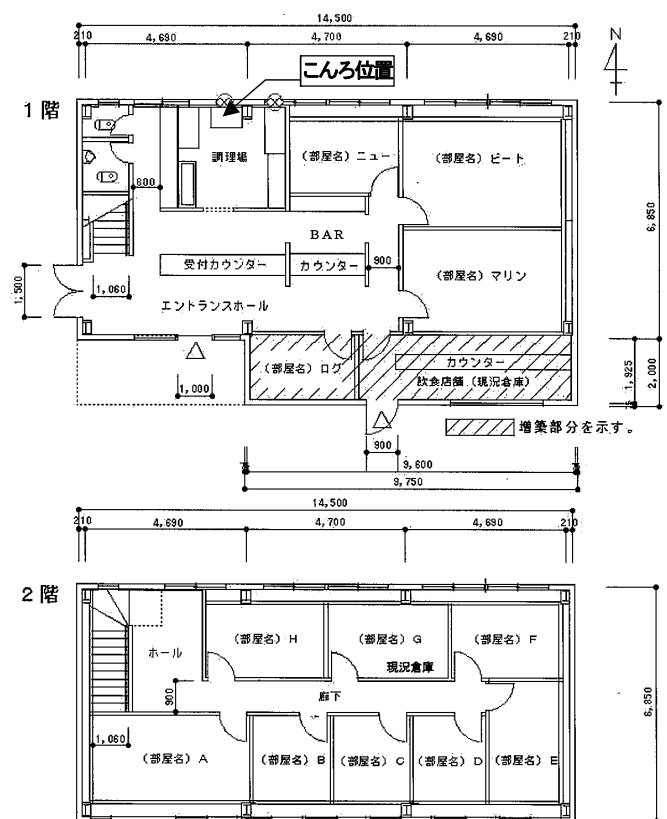 14,500
210 4,690 4,700 4,690 210
N
こんろ位置
1階
調理場
(部屋名)ニュー
(部屋名)ビート
800
BAR
6,850
受付カウンター
カウンター
900
(部屋名)マリン
1,500
1,060
エントランスホール
(部屋名)ログ
カウンター
飲食店舗(現況倉庫)
1,925
2,000
1,000
75
増築部分を示す。
900
9,600
9,750
14,500
210 4,690 4,700 4,690 210
2階
(部屋名)H
(部屋名)G
(部屋名)F
ホール
現況倉庫
900
廊下
6,850
1,060
(部屋名)A
(部屋名)B
(部屋名)C
(部屋名)D
(部屋名)E